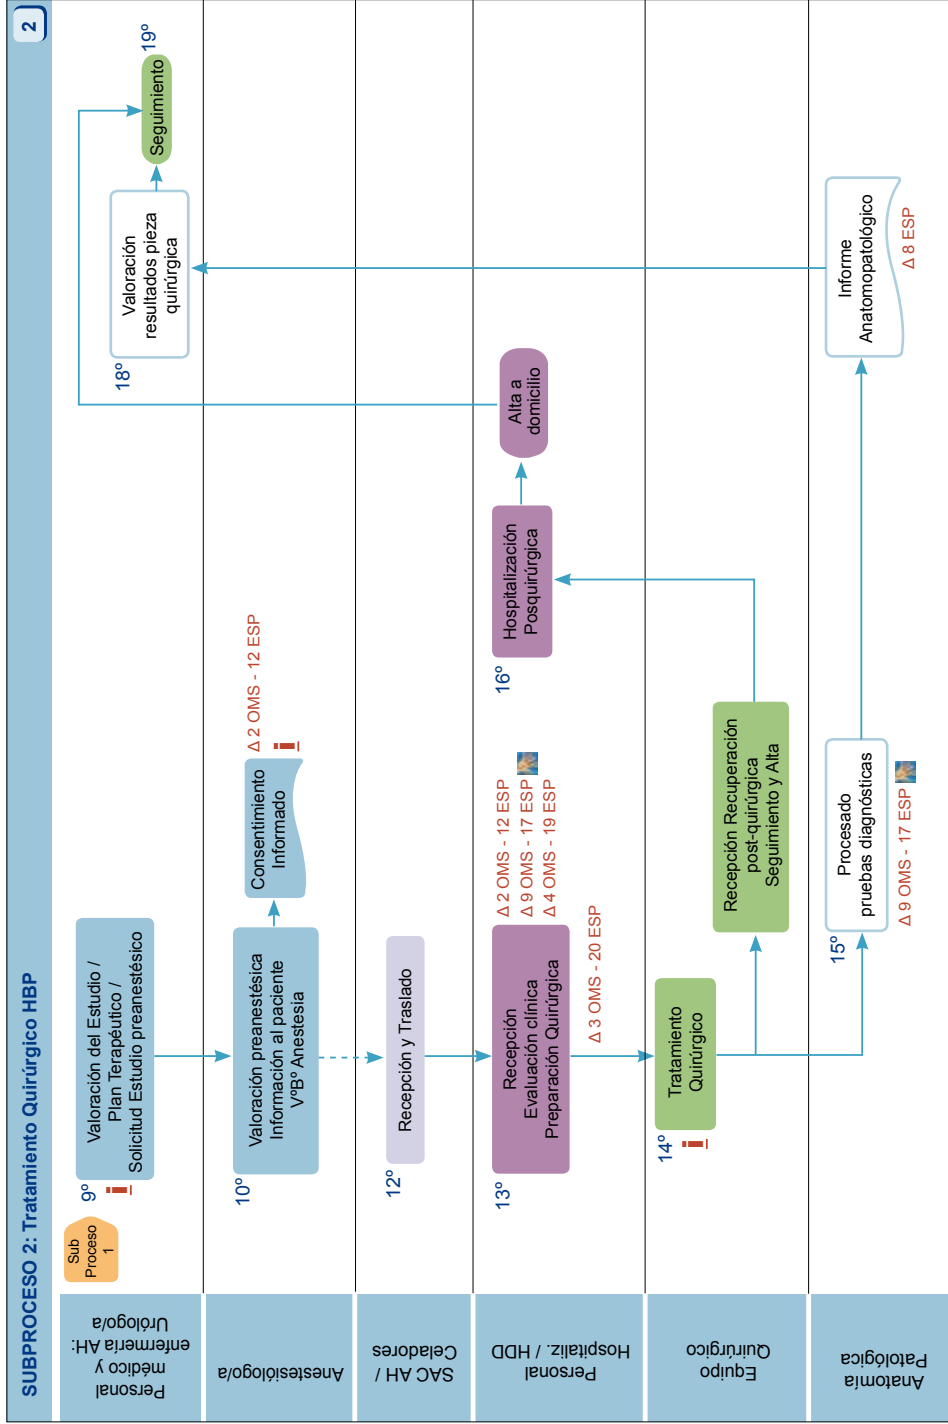 SUBPROCESO 2: Tratamiento Quirúrgico HBP
2
Personal
médico y
enfermería AH:
Urólogo/a
Sub
Proceso
1
9º
i
Valoración del Estudio /
Plan Terapéutico /
Solicitud Estudio preanestésico
18º
Valoración
resultados pieza
quirúrgica
Seguimiento
19º
Anestesiólogo/a
10º
Valoración preanestésica
Información al paciente
VºBº Anestesia
Consentimiento
Informado
Δ 2 OMS - 12 ESP
i
SAC AH /
Celadores
12º
Recepción y Traslado
Personal
Hospitaliz. / HDD
13º
Recepción
Evaluación clínica
Preparación Quirúrgica
Δ 2 OMS - 12 ESP
Δ 9 OMS - 17 ESP
Δ 4 OMS - 19 ESP
Δ 3 OMS - 20 ESP
16º
Hospitalización
Posquirúrgica
Alta a
domicilio
Equipo
Quirúrgico
14º
i
Tratamiento
Quirúrgico
Recepción Recuperación
post-quirúrgica
Seguimiento y Alta
Anatomía
Patológica
15º
Procesado
pruebas diagnósticas
Δ 9 OMS - 17 ESP
Informe
Anatomopatológico
Δ 8 ESP